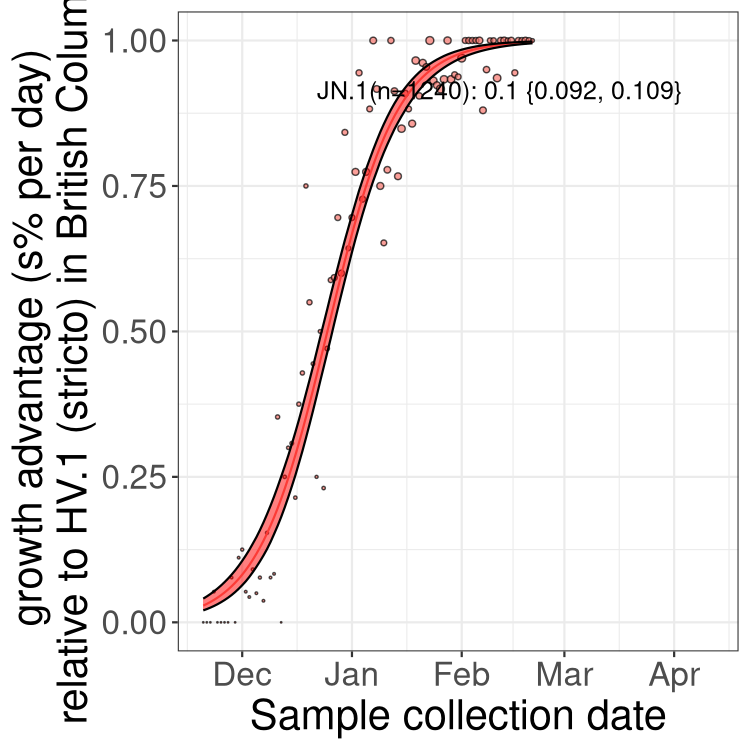 growth advantage (s% per day)
relative to HV.1 (stricto) in British Colum
1.00
0.75
0.50
0.25
0.00
JN.1(n=1240): 0.1 {0.092, 0.109}
Dec Jan Feb Mar Apr
Sample collection date